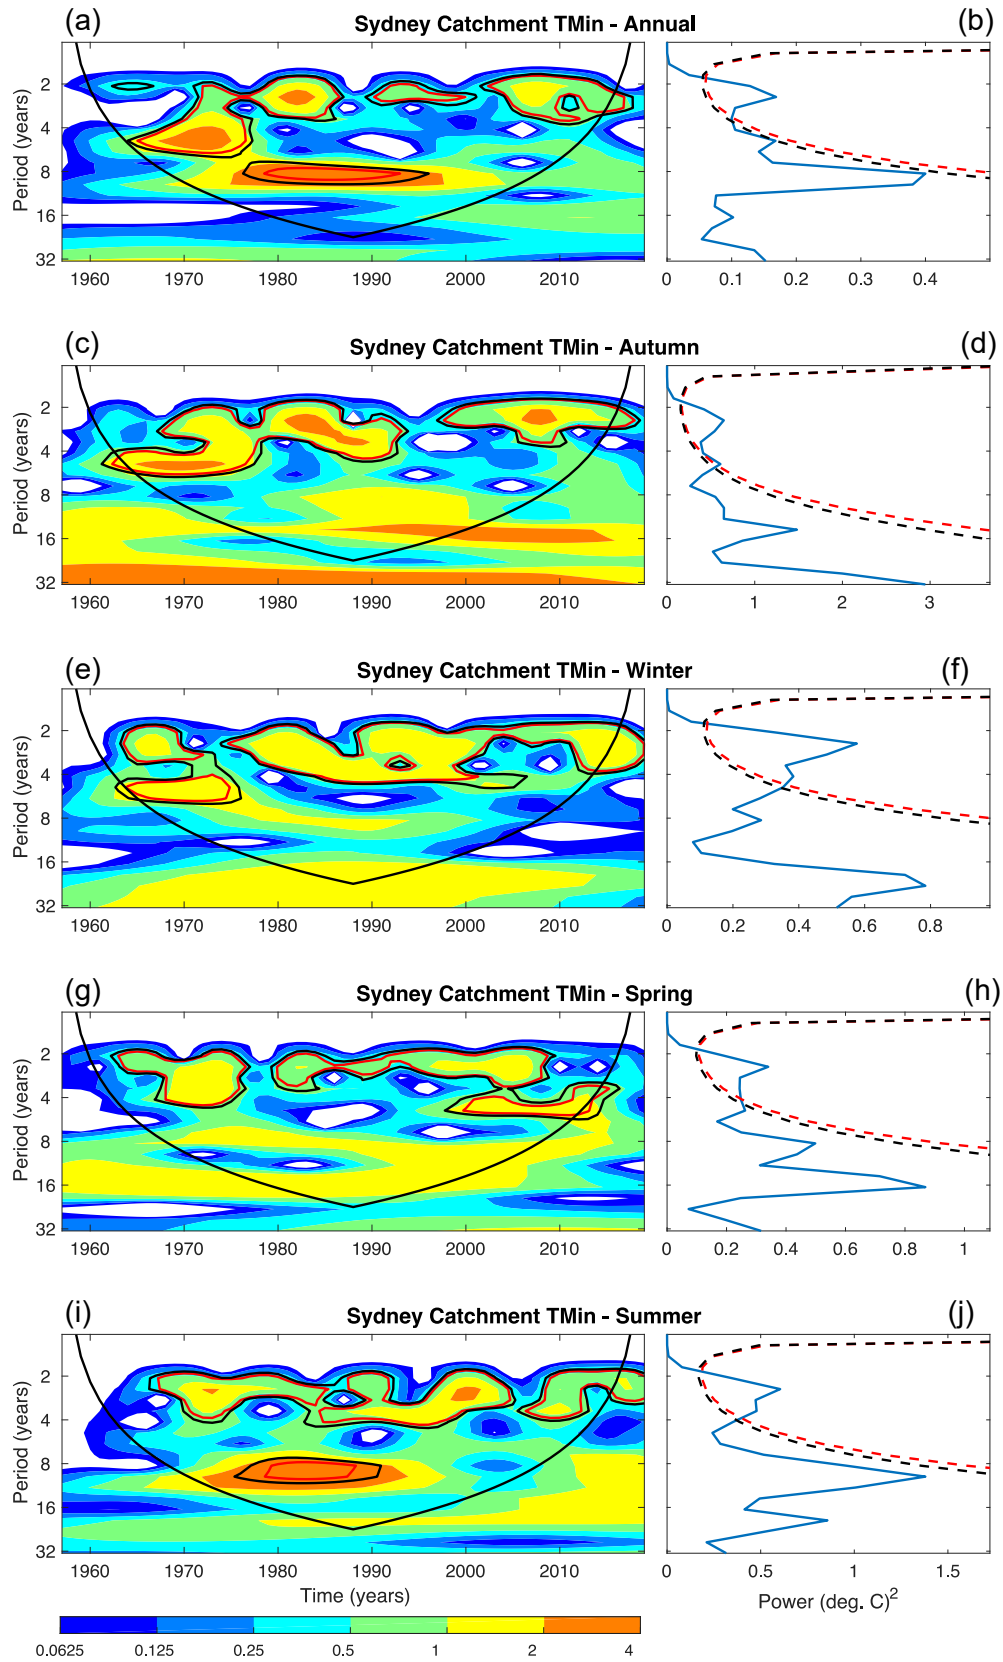 (a) Sydney Catchment TMin - Annual (b)
Period (years)
2
4
8
16
32
1960 1970 1980 1990 2000 2010
0 0.1 0.2 0.3 0.4
(c) Sydney Catchment TMin - Autumn (d)
Period (years)
2
4
8
16
32
1960 1970 1980 1990 2000 2010
0 1 2 3
(e) Sydney Catchment TMin - Winter (f)
Period (years)
2
4
8
16
32
1960 1970 1980 1990 2000 2010
0 0.2 0.4 0.6 0.8
(g) Sydney Catchment TMin - Spring (h)
Period (years)
2
4
8
16
32
1960 1970 1980 1990 2000 2010
0 0.2 0.4 0.6 0.8 1
(i) Sydney Catchment TMin - Summer (j)
Period (years)
2
4
8
16
32
1960 1970 1980 1990 2000 2010
0 0.5 1 1.5
Time (years)
Power (deg. C)2
0.0625 0.125 0.25 0.5 1 2 4